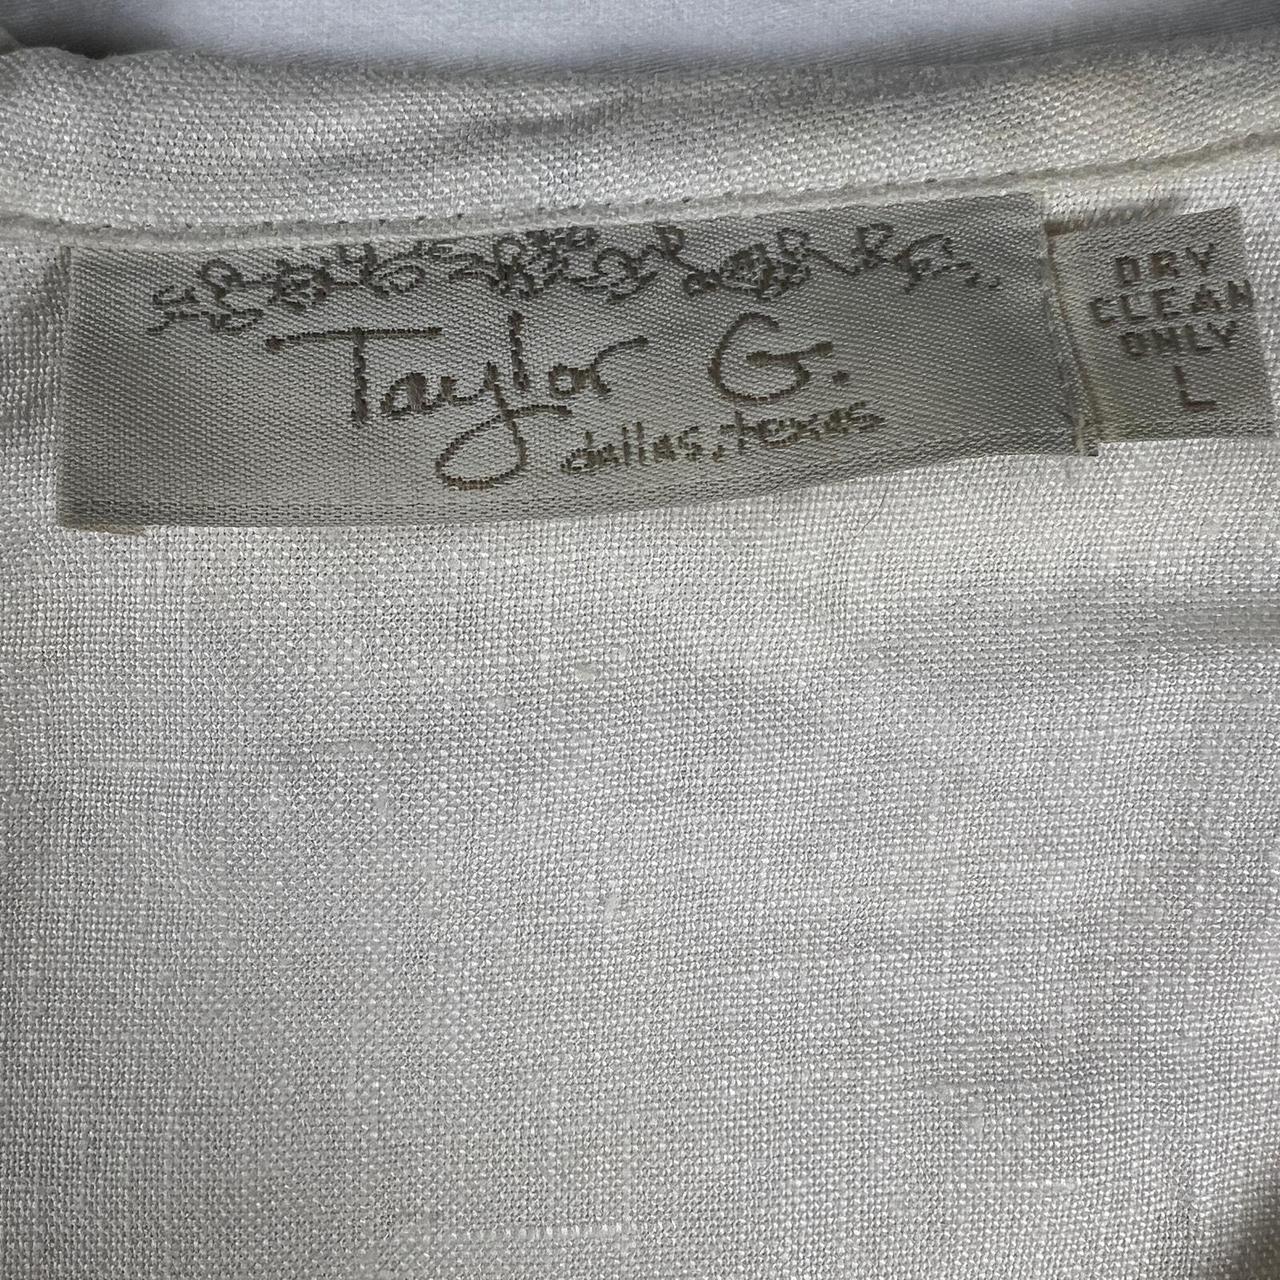 Taylor G.
dallas, texas
DRY
CLEAN
ONLY
L